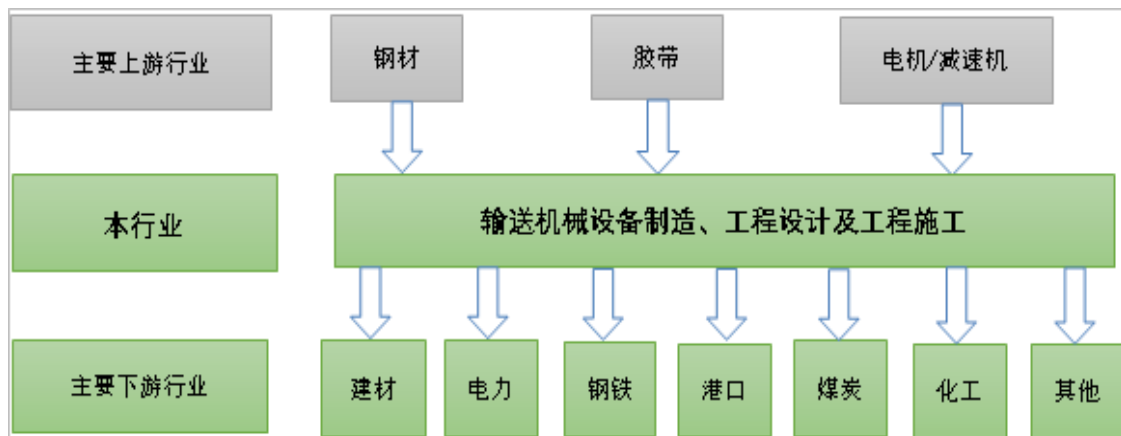 主要上游行业
钢材
胶带
电机/减速机
本行业
输送机械设备制造、工程设计及工程施工
主要下游行业
建材
电力
钢铁
港口
煤炭
化工
其他